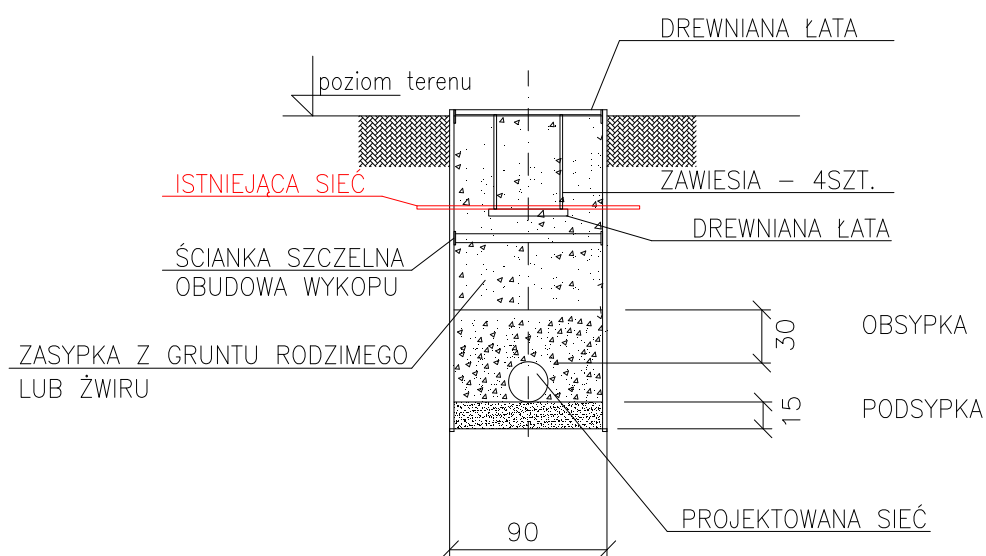 DREWNIANA ŁATA
poziom terenu
ISTNIEJĄCA SIEĆ
ZAWIESIA – 4SZT.
DREWNIANA ŁATA
ŚCIANKA SZCZELNA
OBUDOWA WYKOPU
30
OBSYPKA
ZASYPKA Z GRUNTU RODZIMEGO
LUB ŻWIRU
15
PODSYPKA
PROJEKTOWANA SIEĆ
90